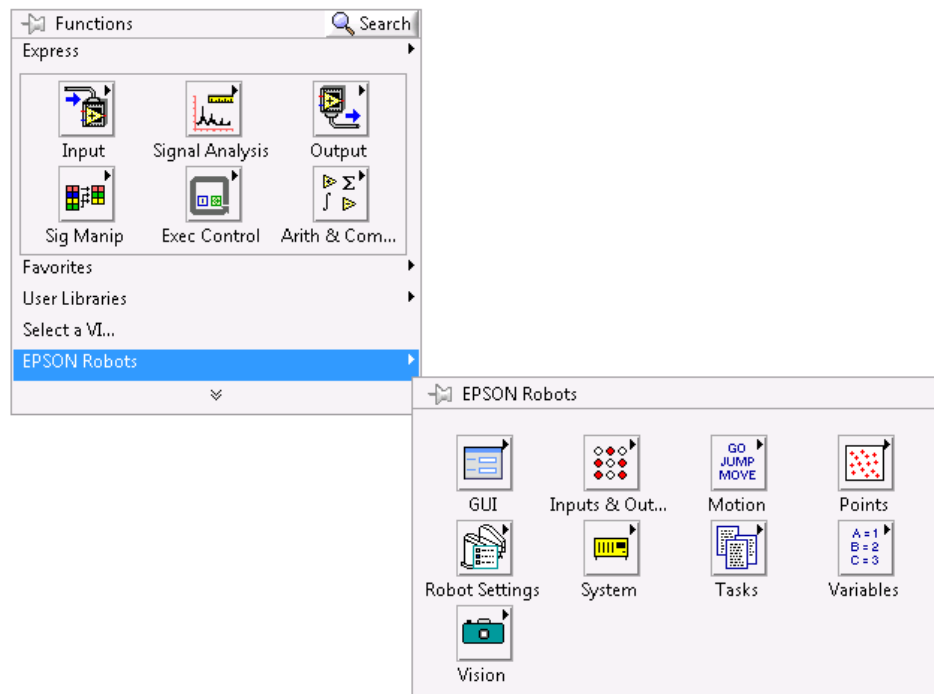 Functions Search
Express
Input Signal Analysis Output
Σ
∫
Sig Manip Exec Control Arith & Com...
Favorites
User Libraries
Select a VI...
EPSON Robots
EPSON Robots
GO
JUMP
MOVE
GUI Inputs & Out... Motion Points
A = 1
B = 2
C = 3
Robot Settings System Tasks Variables
Vision